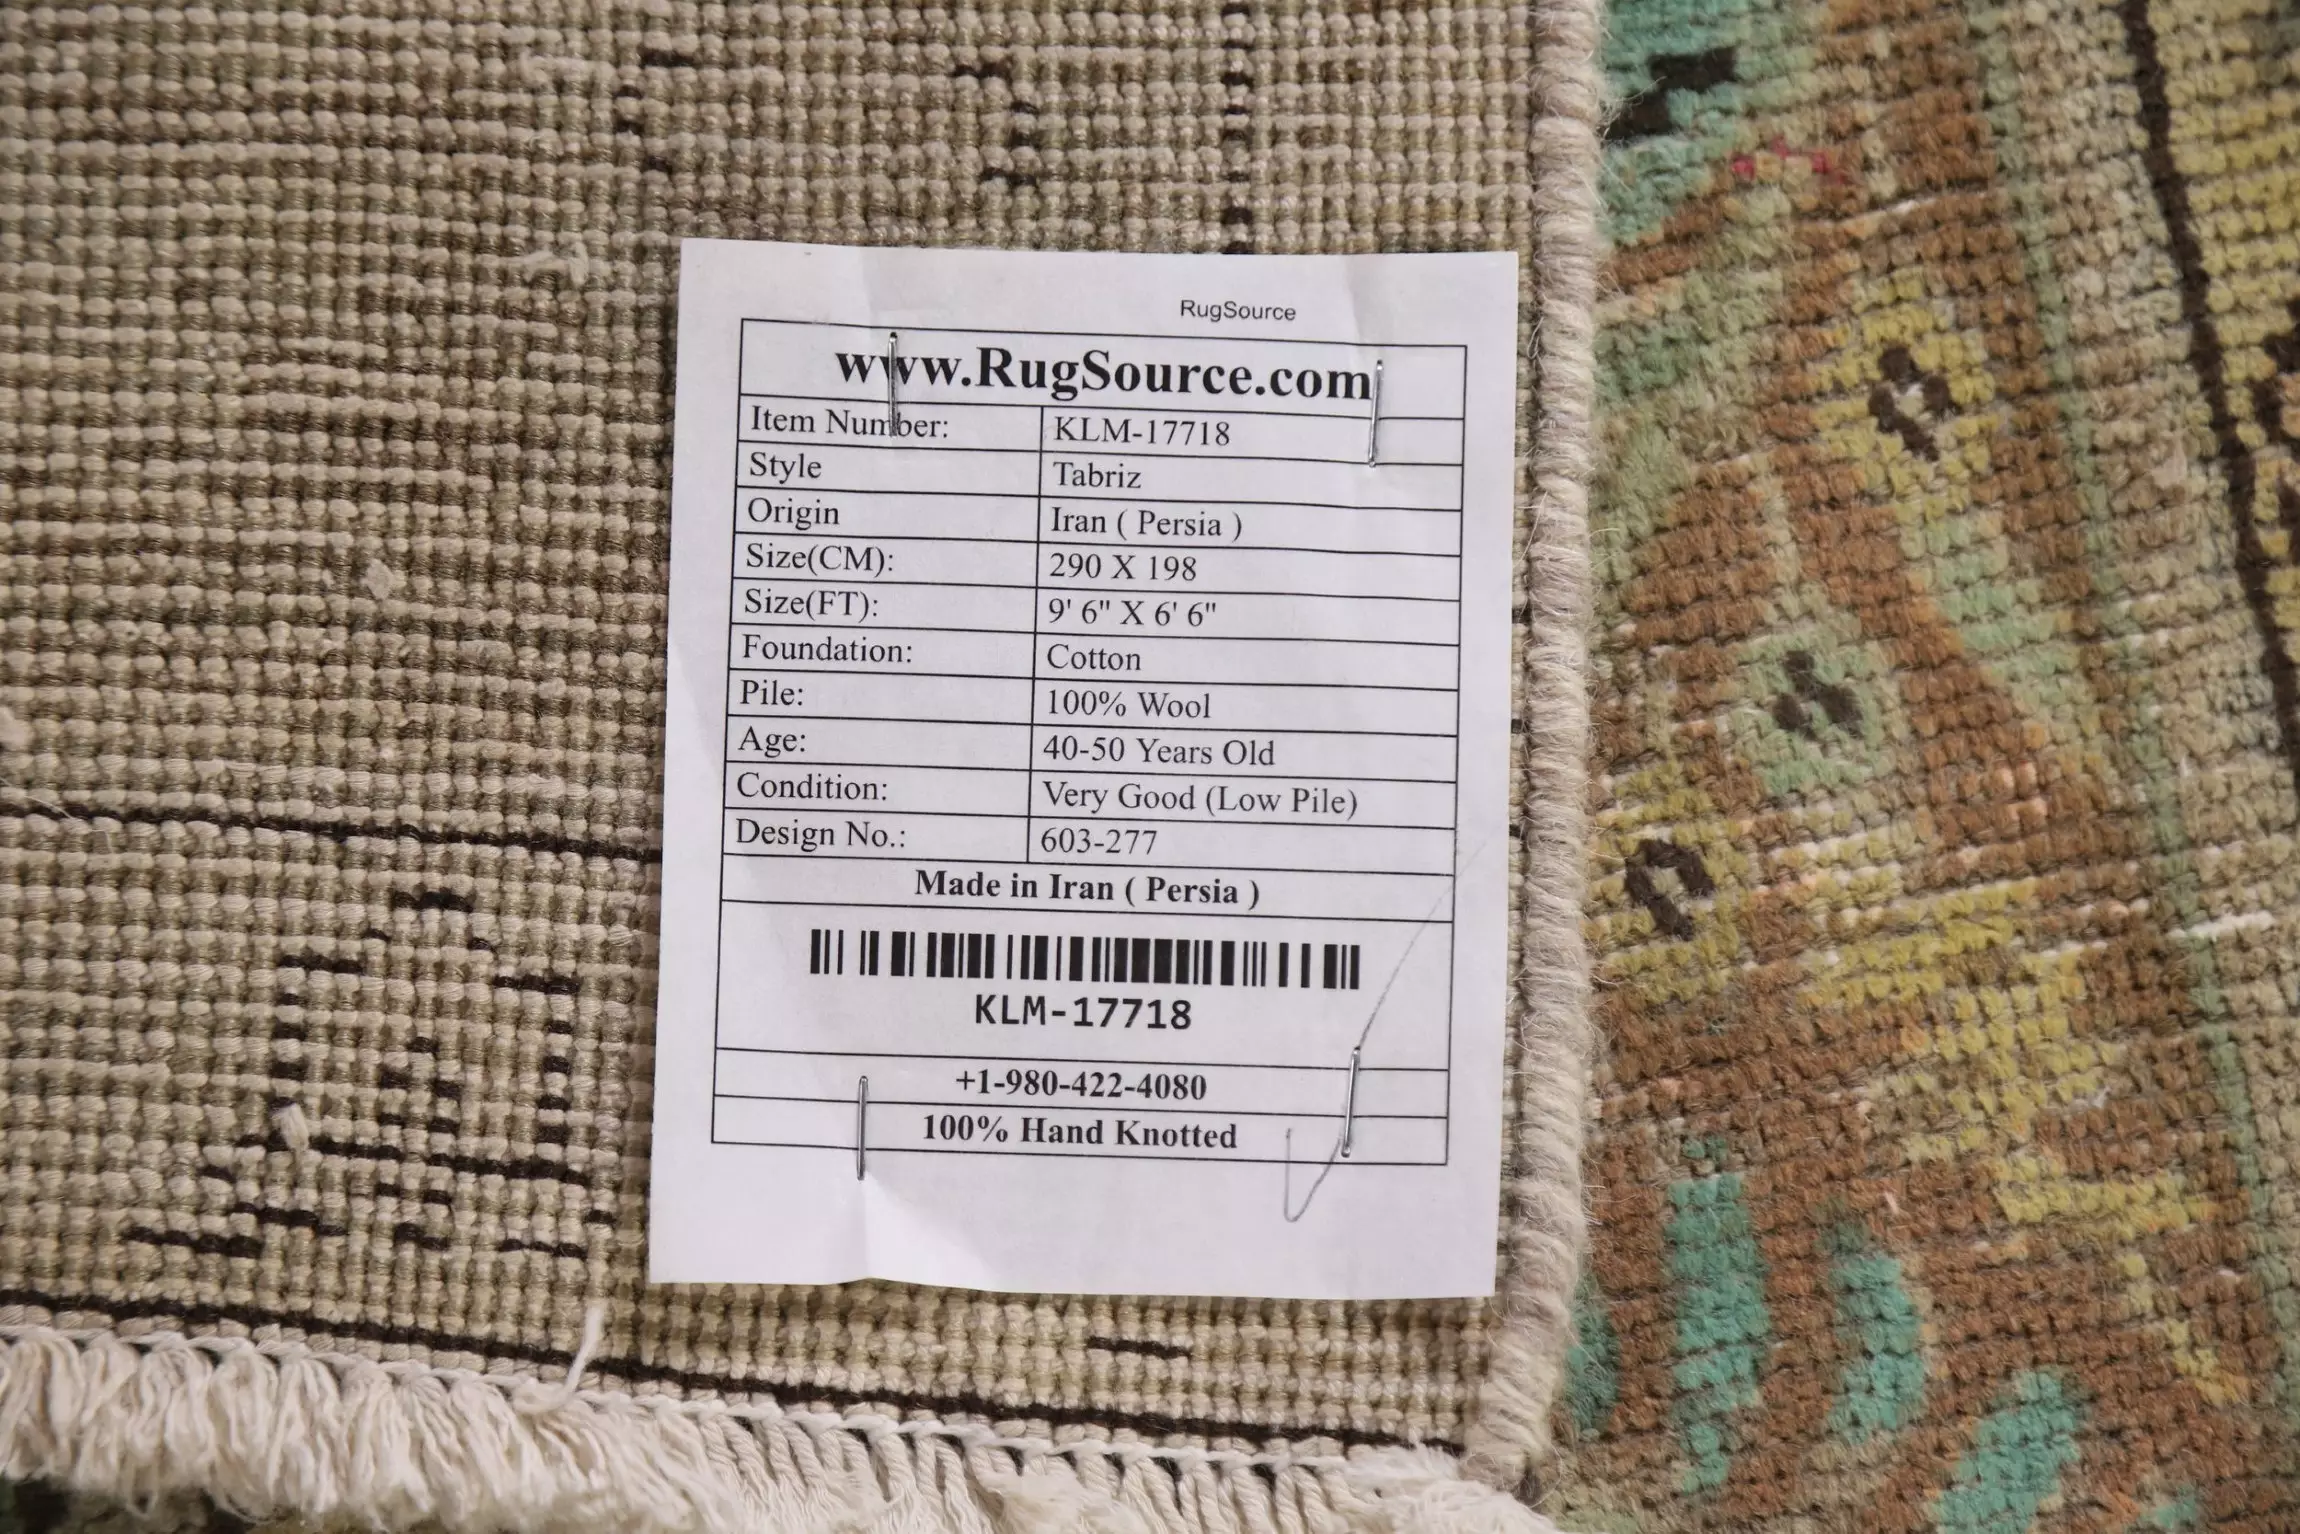 RugSource
www.RugSource.com
Item Number: KLM-17718
Style Tabriz
Origin Iran ( Persia )
Size(CM): 290 X 198
Size(FT): 9' 6" X 6' 6"
Foundation: Cotton
Pile: 100% Wool
Age: 40-50 Years Old
Condition: Very Good (Low Pile)
Design No.: 603-277
Made in Iran ( Persia )
KLM-17718
+1-980-422-4080
100% Hand Knotted